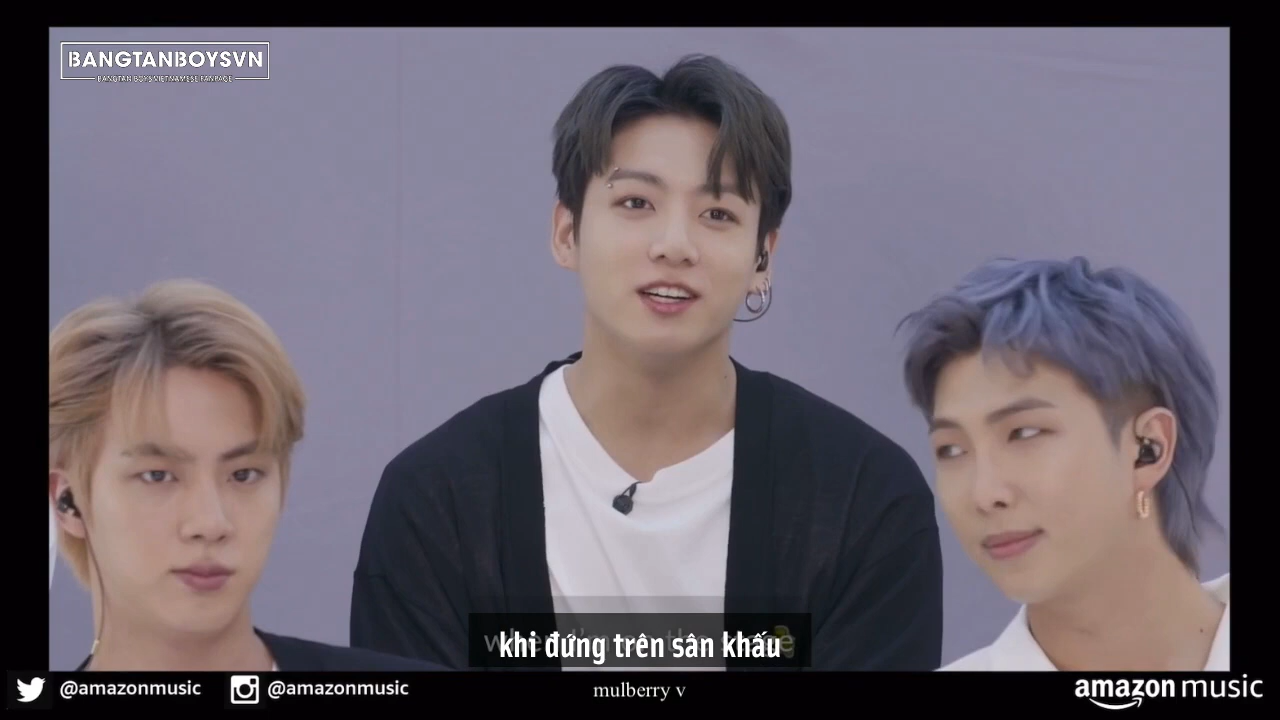 BANGTANBOYSVN
BANGTAN BOYS VIETNAMESE FANPAGE
khi đứng trên sân khấu
@amazonmusic
@amazonmusic
mulberry v
amazon music